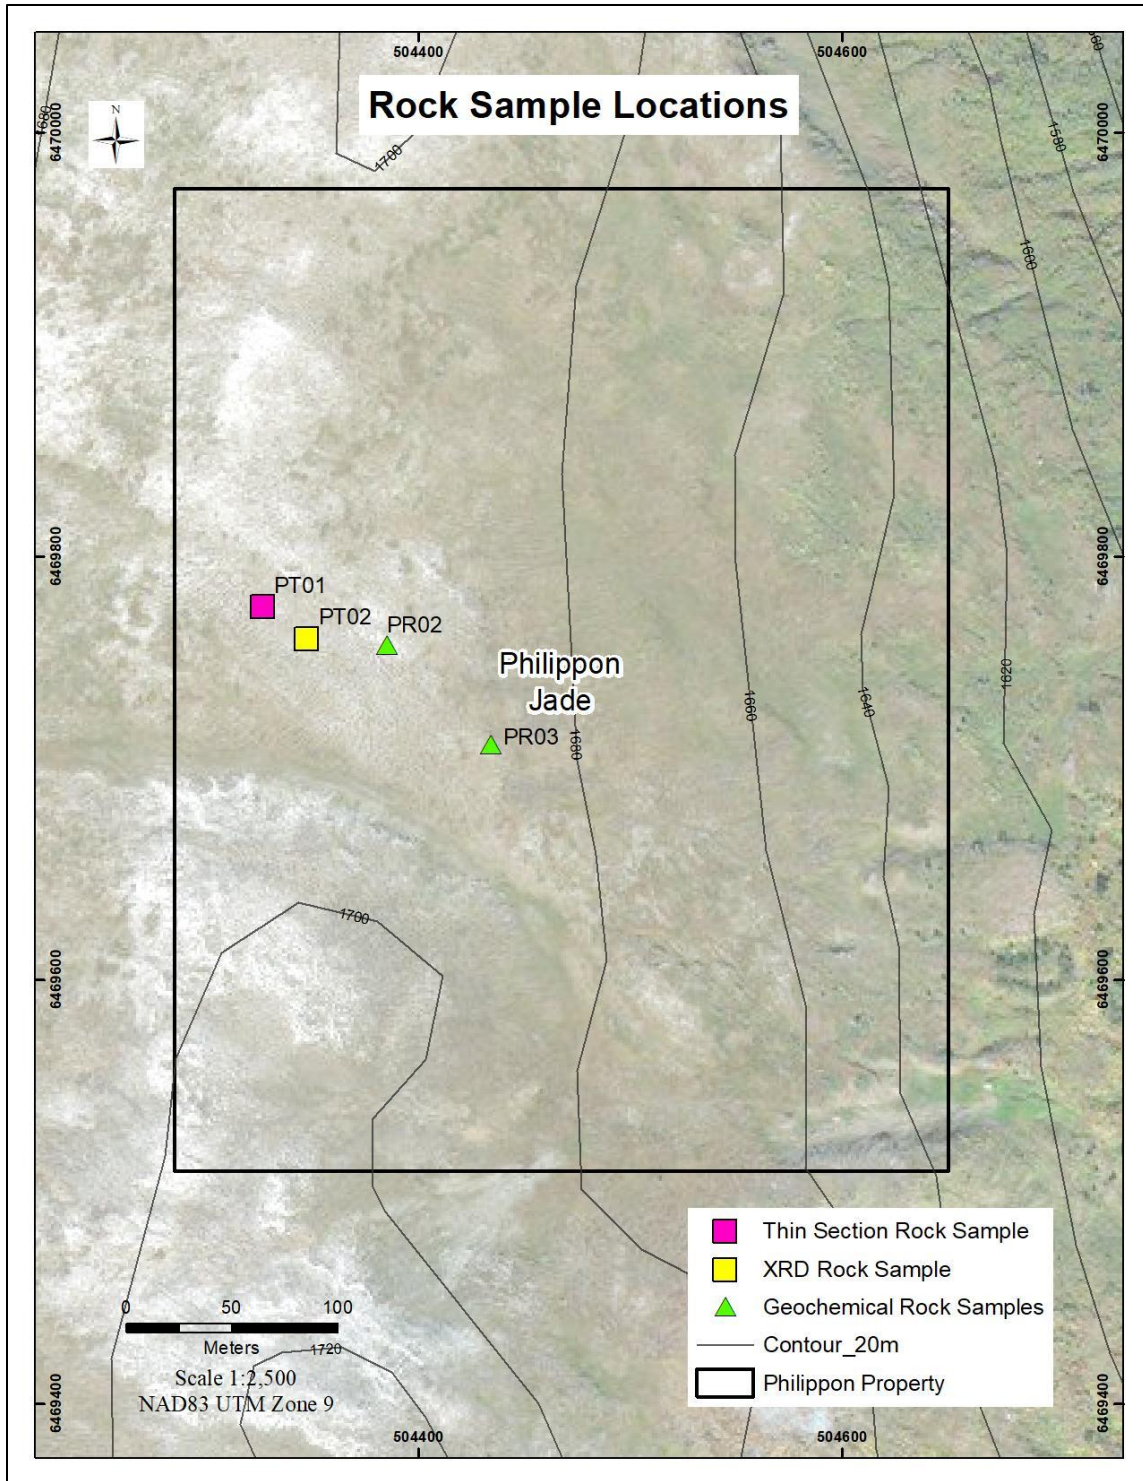 504400
504600
1560
Rock Sample Locations
N
1680
6470000
6470000
1580
1700
1600
6469800
6469800
PT01
PT02
PR02
Philippon
Jade
PR03
1680
1660
1640
1620
1700
6469600
6469600
Thin Section Rock Sample
XRD Rock Sample
Geochemical Rock Samples
Contour_20m
Philippon Property
0 50 100
Meters
1720
Scale 1:2,500
NAD83 UTM Zone 9
6469400
6469400
504400
504600